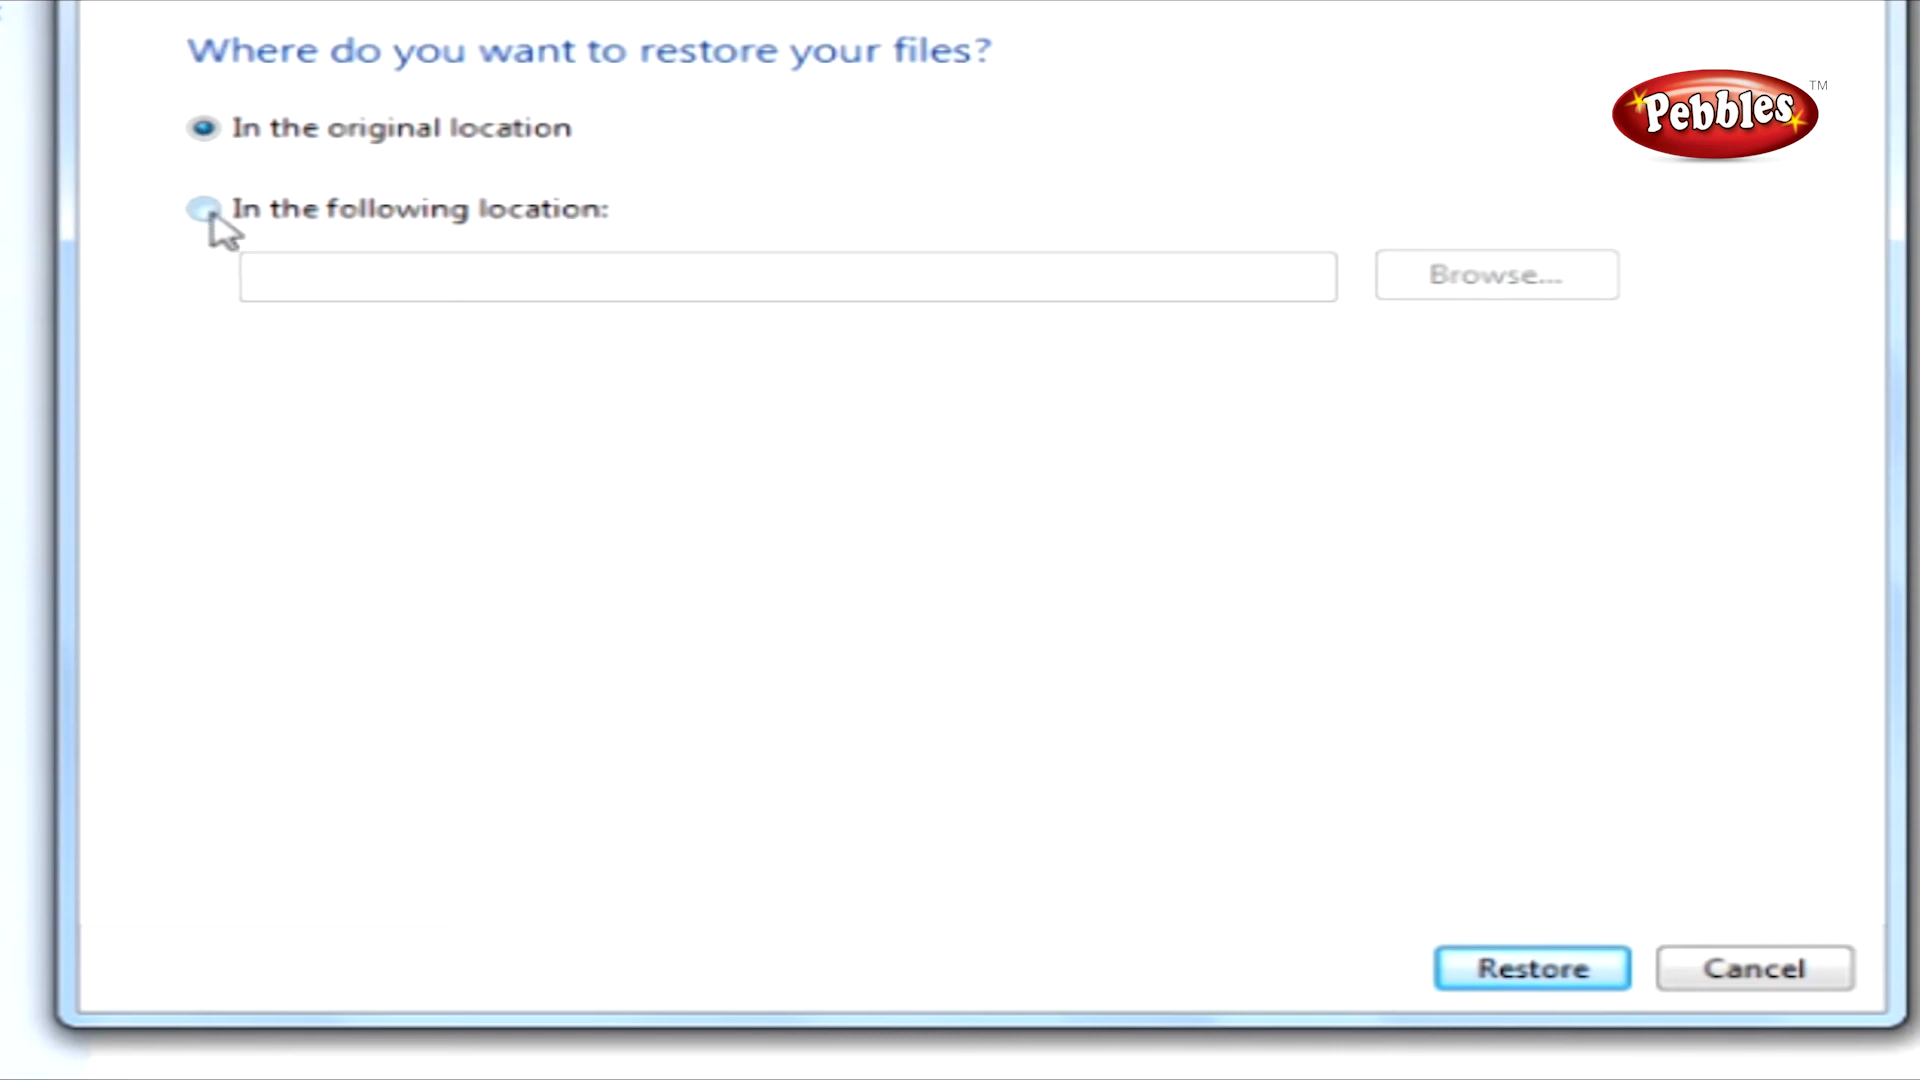 Where do you want to restore your files?
Pebbles TM
In the original location
In the following location:
Browse...
Restore Cancel